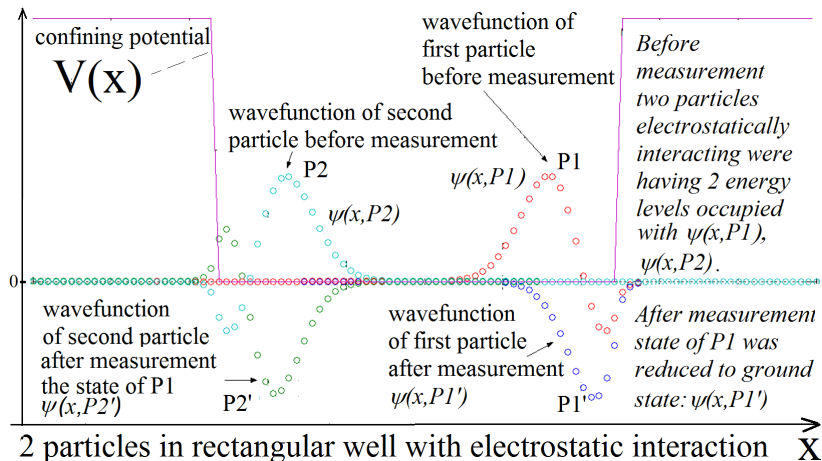 confining potential
V(x)
wavefunction of second
particle before measurement
P2
ψ(x,P2)
wavefunction of
first particle
before measurement
P1
ψ(x,P1)
Before
measurement
two particles
electrostatically
interacting were
having 2 energy
levels occupied
with ψ(x,P1),
ψ(x,P2).
0
wavefunction
of second particle
after measurement
the state of P1
ψ(x,P2')
P2'
wavefunction
of first particle
after measurement
ψ(x,P1')
P1'
After measurement
state of P1 was
reduced to ground
state: ψ(x,P1')
2 particles in rectangular well with electrostatic interaction
X